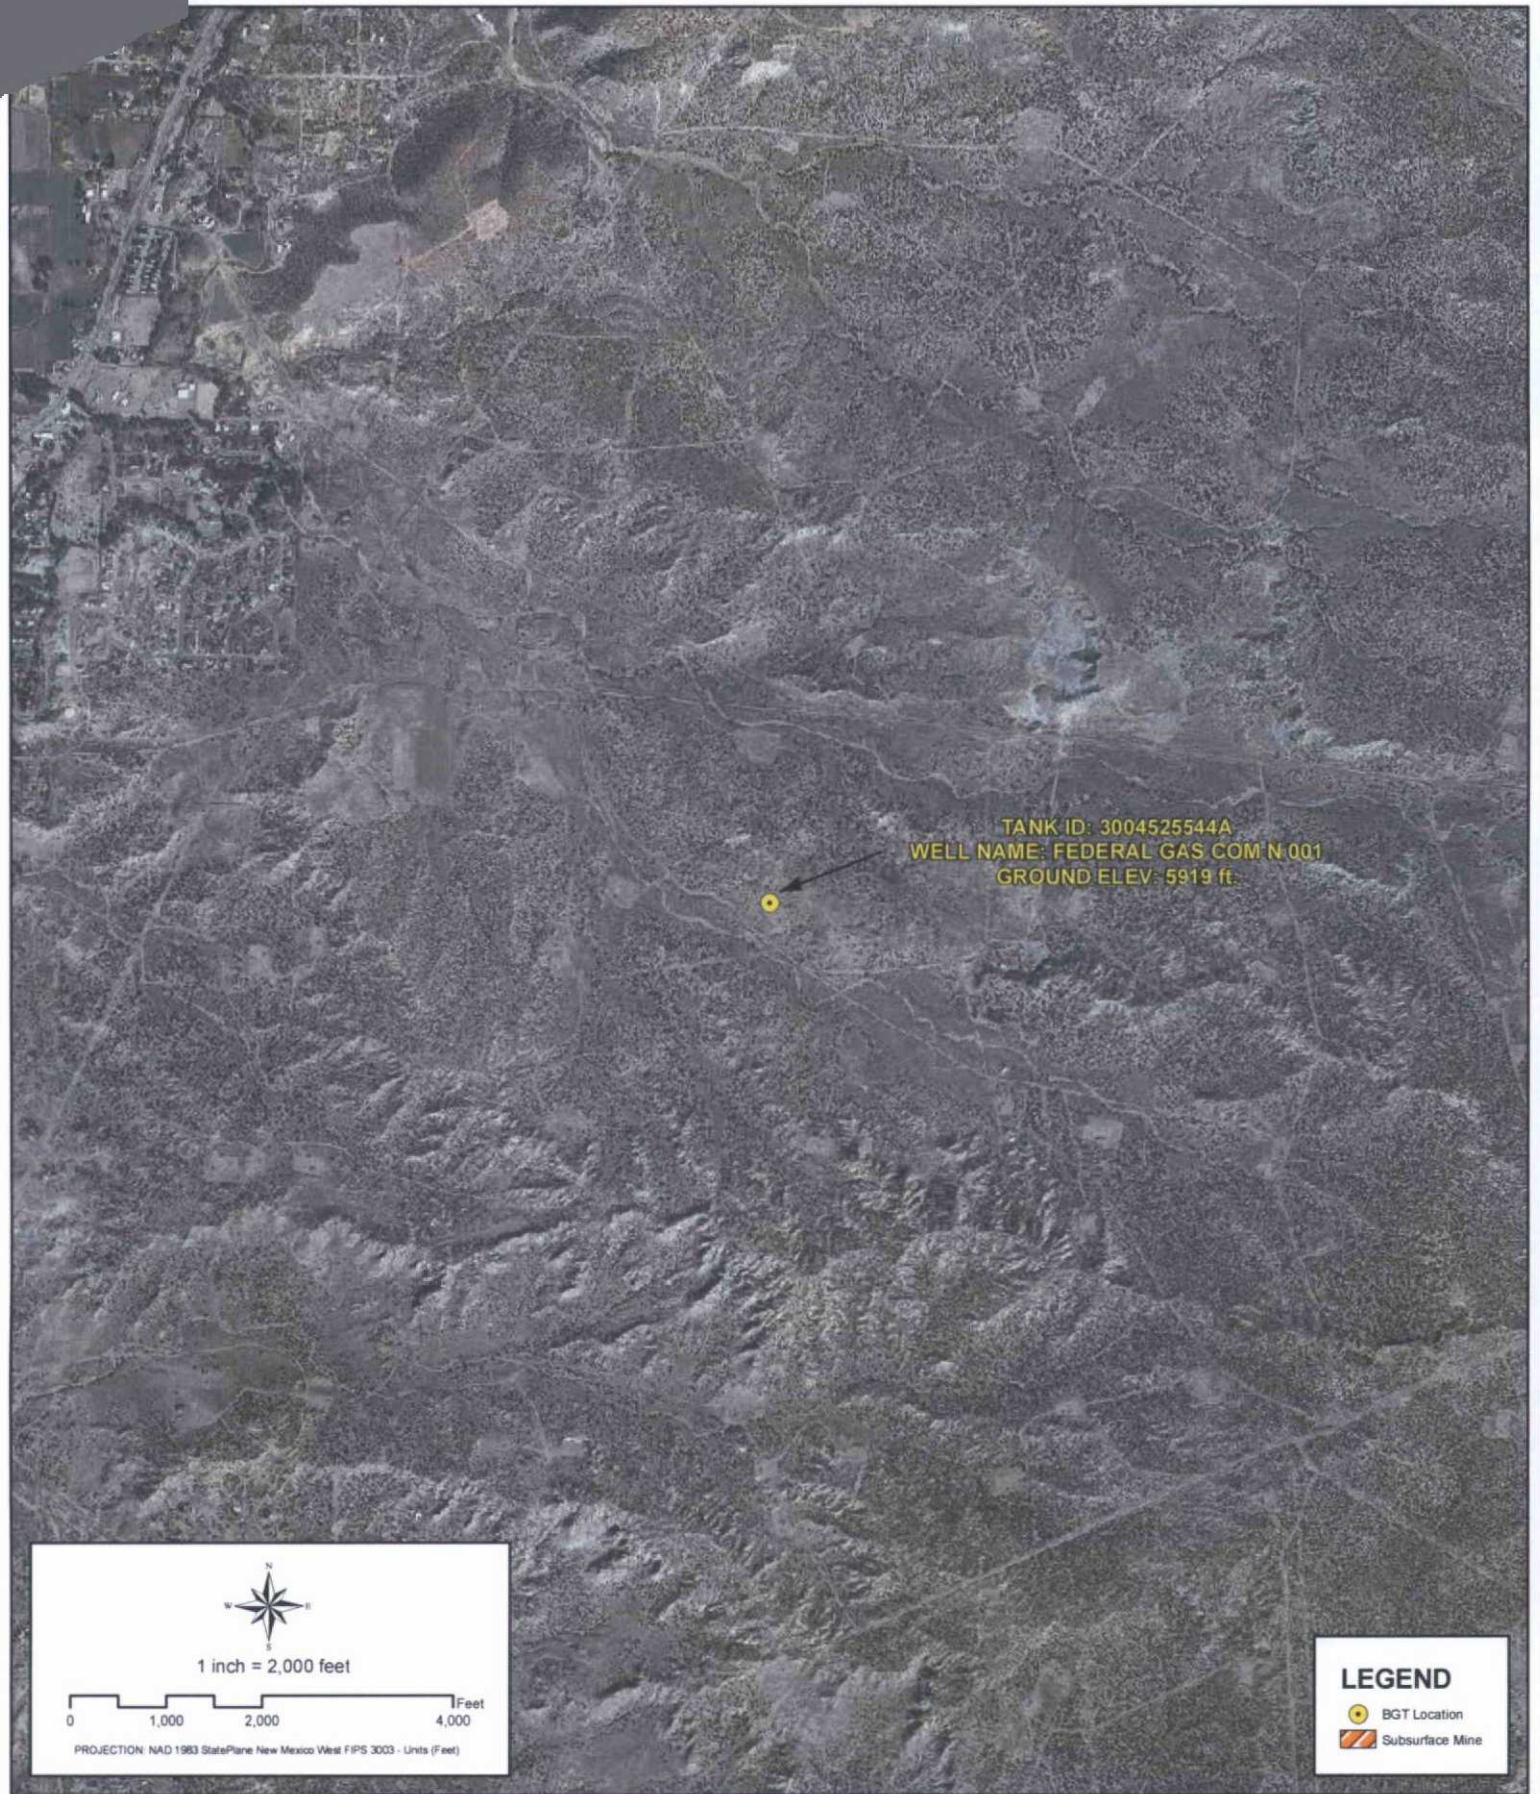 TANK ID: 3004525544A
WELL NAME: FEDERAL GAS COM N 001
GROUND ELEV: 5919 ft.
N
W E
S
1 inch = 2,000 feet
Feet
0 1,000 2,000 4,000
PROJECTION: NAD 1983 StatePlane New Mexico West FIPS 3003 - Units (Feet)
LEGEND
BGT Location
Subsurface Mine